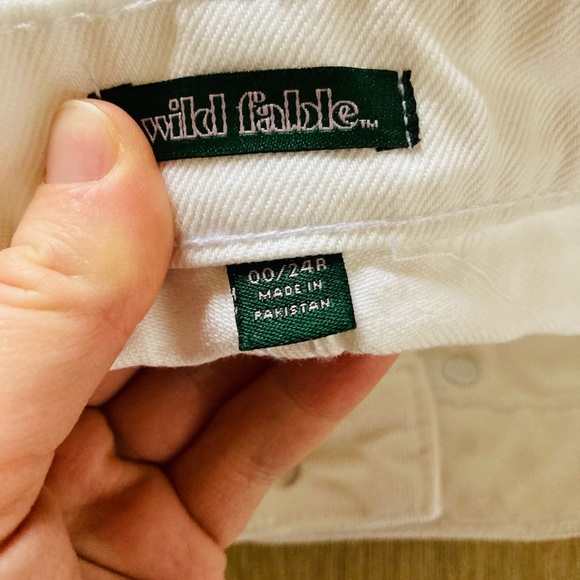 wild fable™
00/24R
MADE IN
PAKISTAN